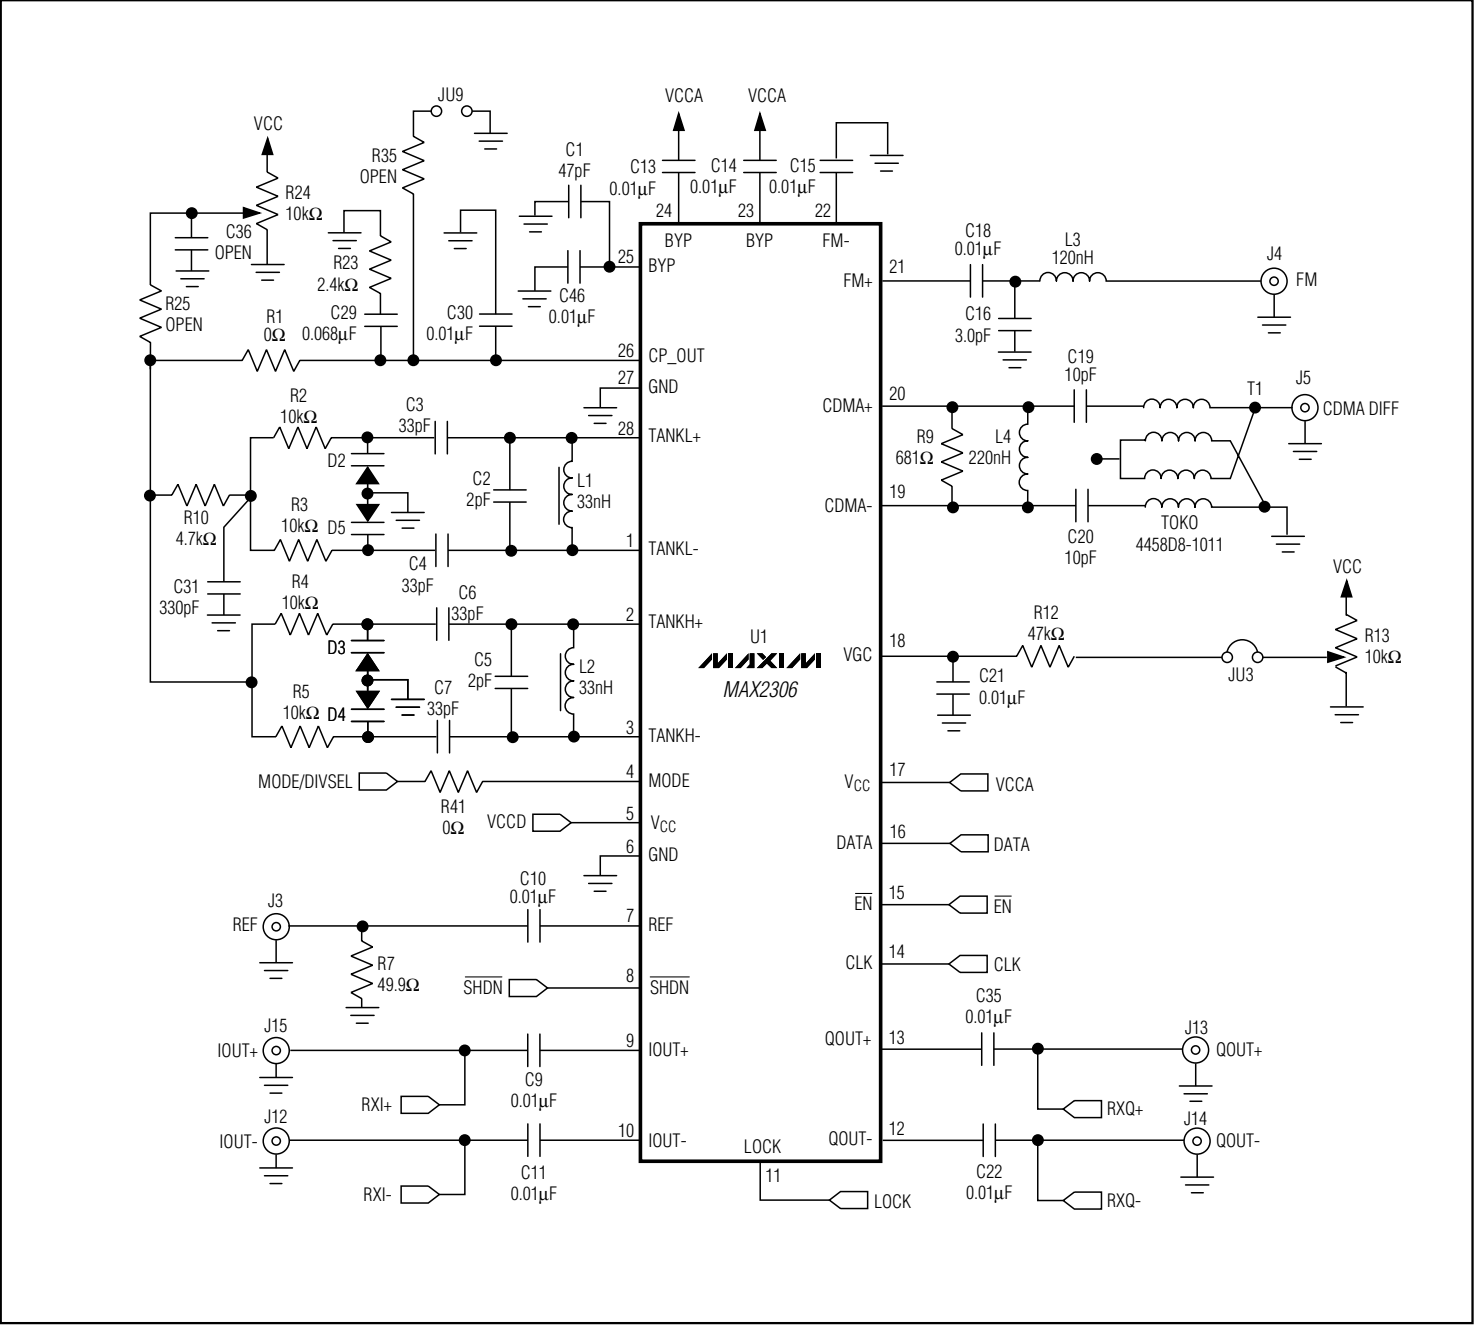 JU9
VCCA
VCCA
VCC
R35
OPEN
C1
47pF
C13
0.01µF
C14
0.01µF
C15
0.01µF
R24
10kΩ
C36
OPEN
24
23
22
BYP
BYP
FM-
C18
0.01µF
L3
120nH
J4
FM
R23
2.4kΩ
25
BYP
21
FM+
C46
0.01µF
R25
OPEN
R1
0Ω
C29
0.068µF
C30
0.01µF
C16
3.0pF
26
CP_OUT
C19
10pF
27
GND
T1
J5
CDMA DIFF
20
CDMA+
R2
10kΩ
C3
33pF
28
TANKL+
D2
R9
681Ω
L4
220nH
C2
2pF
L1
33nH
19
CDMA-
R10
4.7kΩ
R3
10kΩ
D5
C20
10pF
TOKO
4458D8-1011
1
TANKL-
C4
33pF
C31
330pF
R4
10kΩ
C6
33pF
VCC
2
TANKH+
R12
47kΩ
R13
10kΩ
D3
U1
MAXIM
MAX2306
18
VGC
JU3
C5
2pF
L2
33nH
C21
0.01µF
R5
10kΩ
D4
C7
33pF
3
TANKH-
MODE/DIVSEL
R41
0Ω
4
MODE
17
VCC
VCCA
VCCD
5
VCC
16
DATA
DATA
6
GND
C10
0.01µF
15
EN
EN
J3
REF
7
REF
R7
49.9Ω
14
CLK
CLK
SHDN
8
SHDN
C35
0.01µF
J15
IOUT+
9
IOUT+
13
QOUT+
J13
QOUT+
C9
0.01µF
RXI+
RXQ+
J12
IOUT-
10
IOUT-
12
QOUT-
J14
QOUT-
LOCK
11
C11
0.01µF
C22
0.01µF
RXI-
LOCK
RXQ-